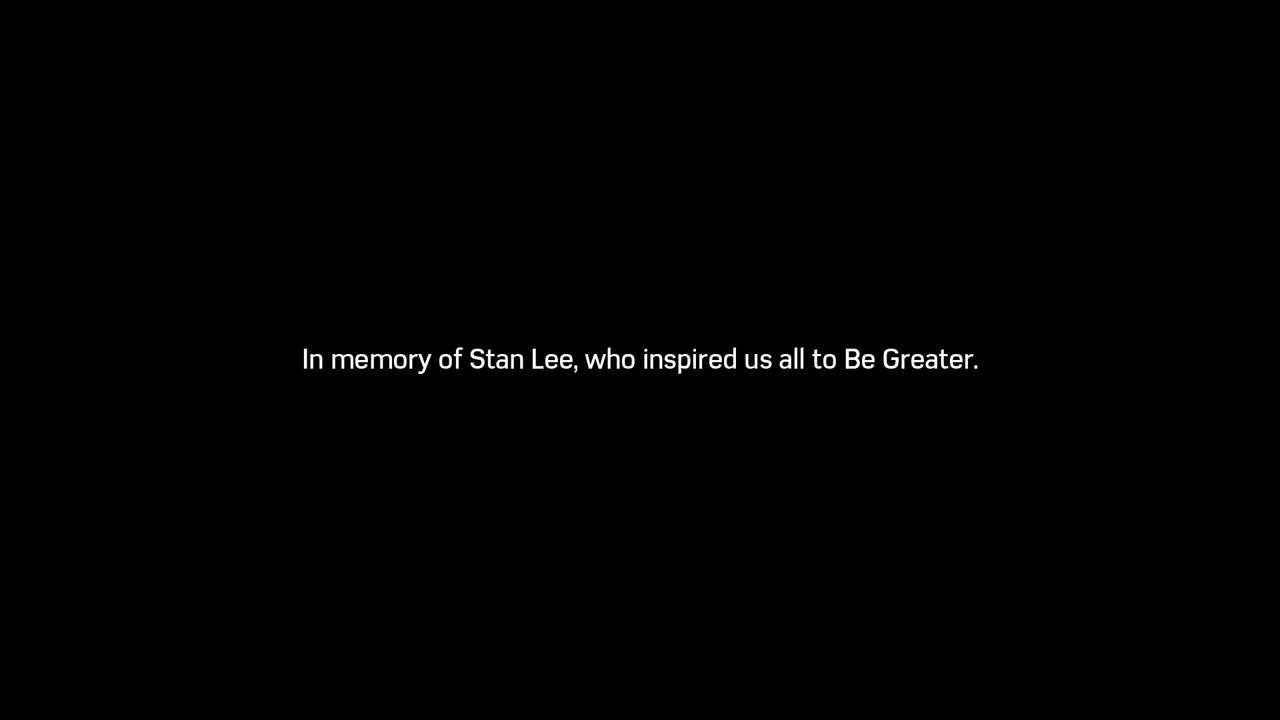 In memory of Stan Lee, who inspired us all to Be Greater.